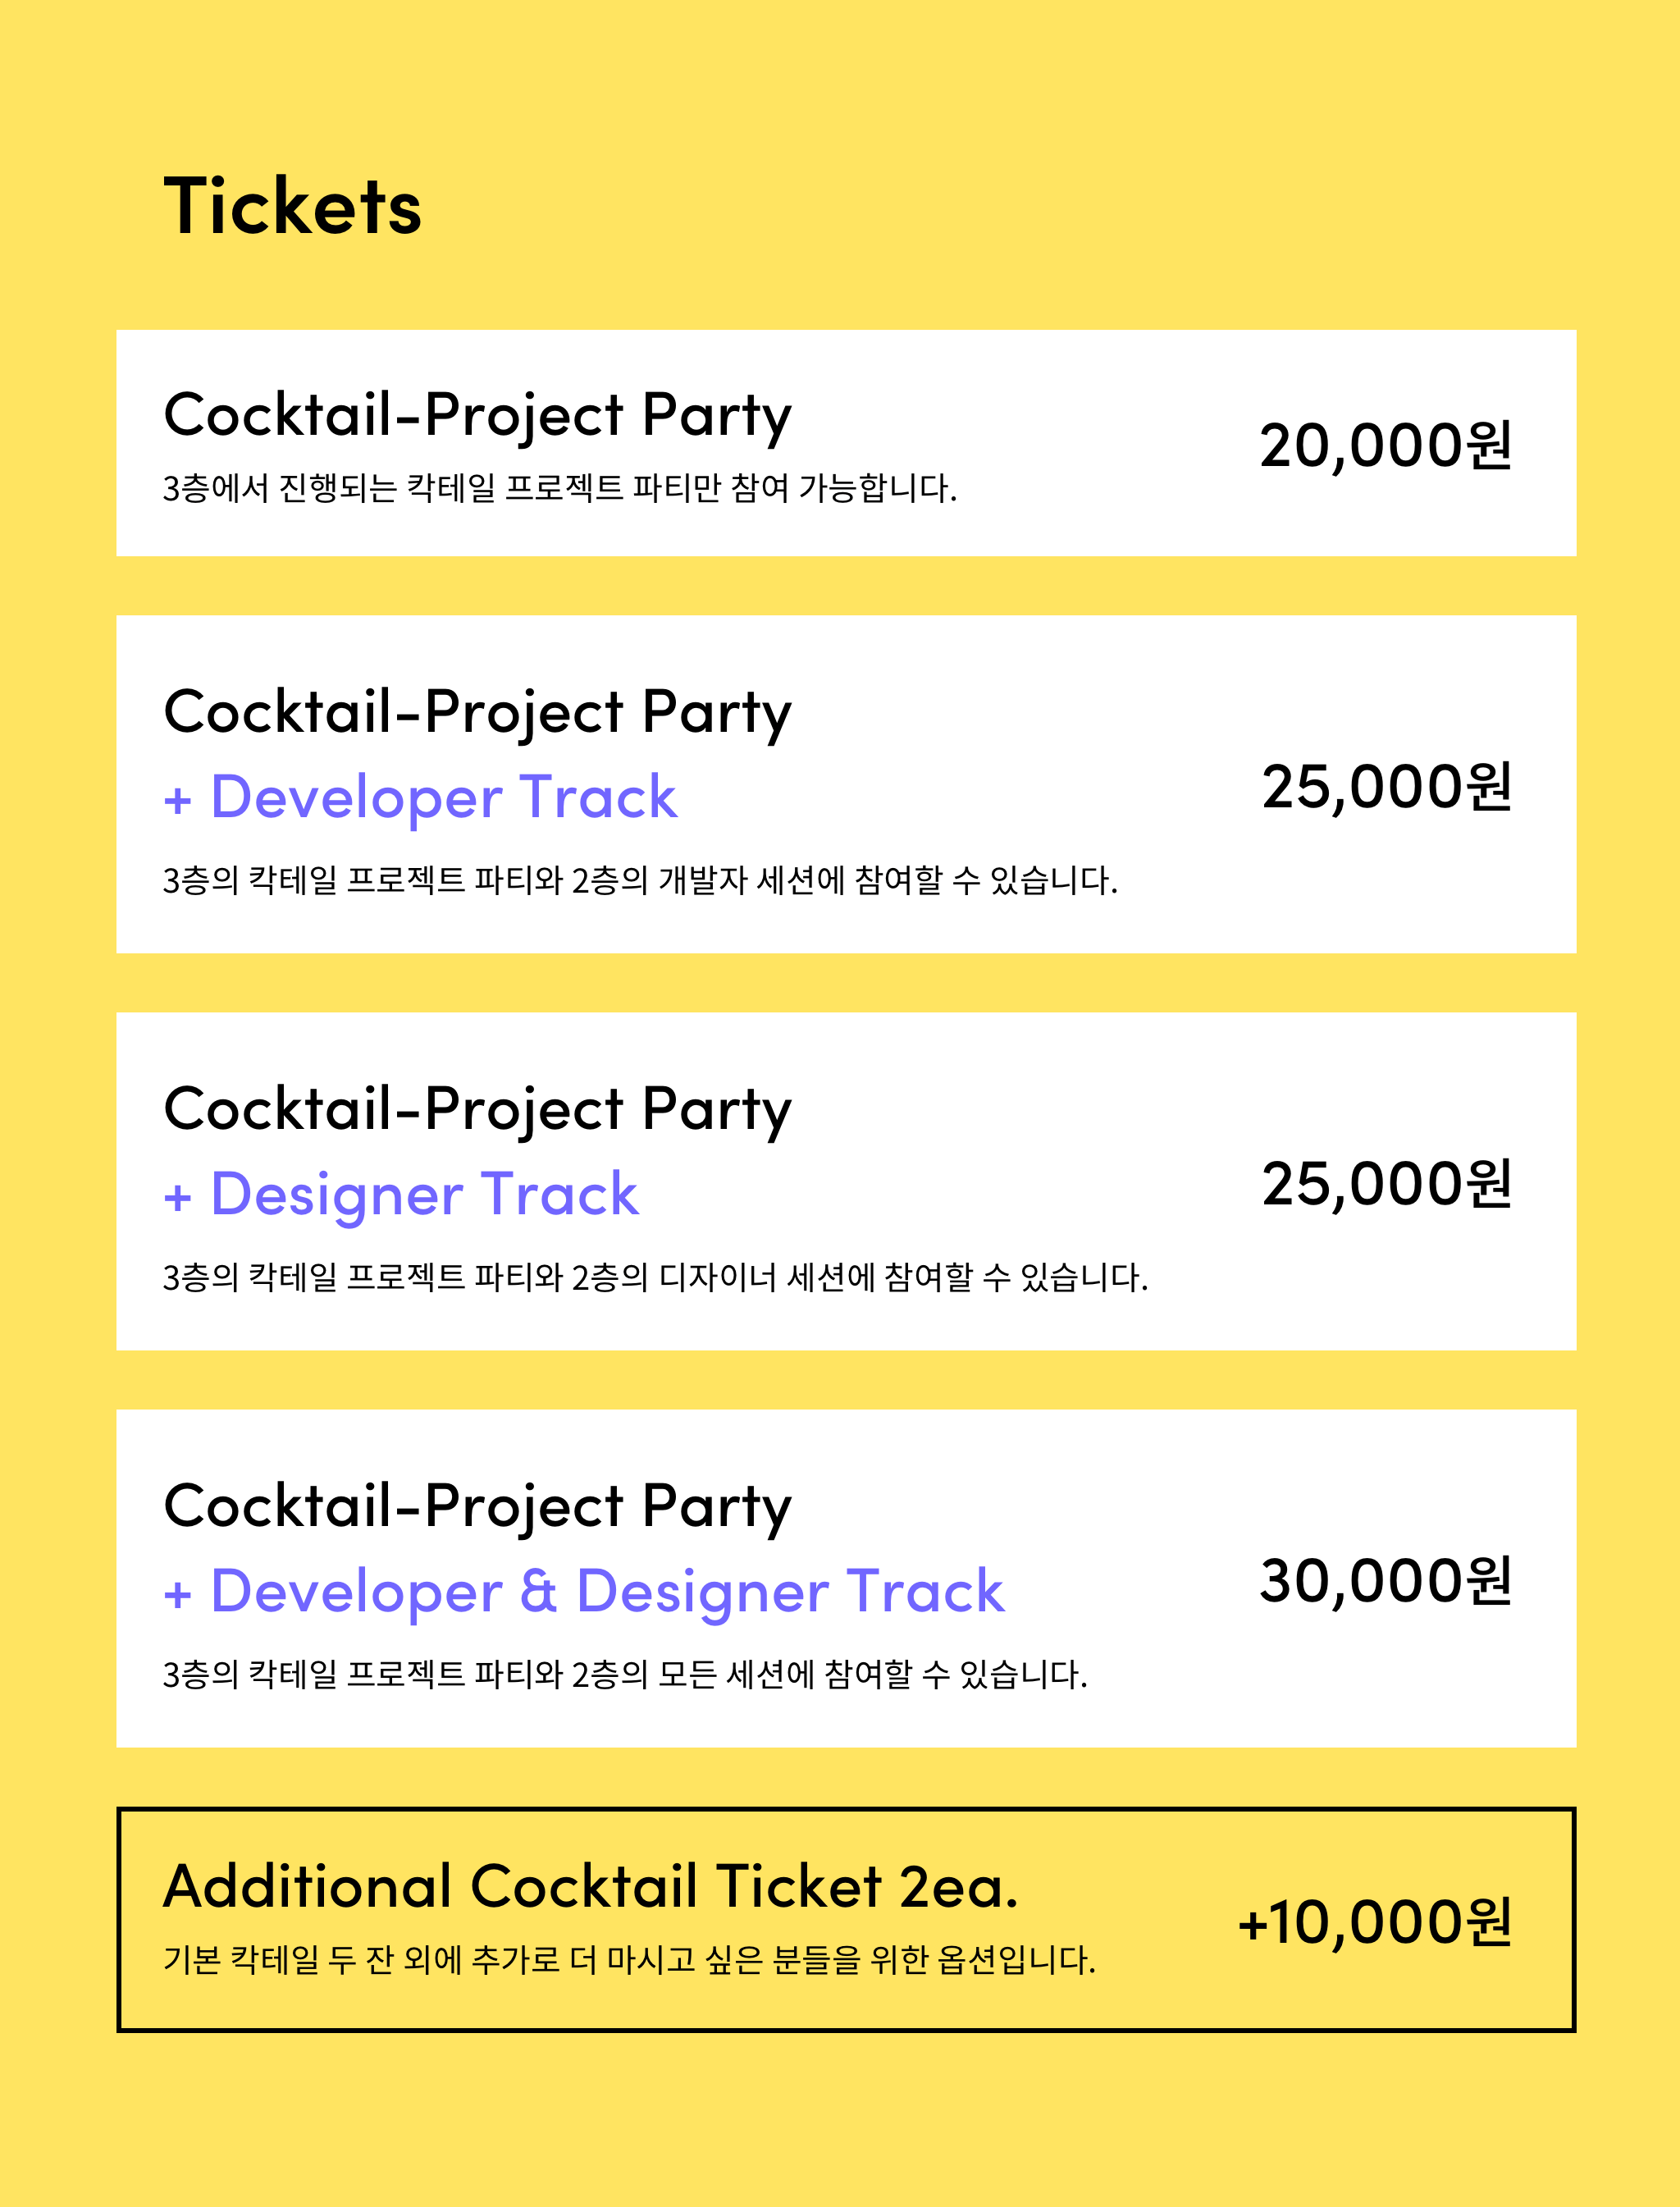 Tickets
Cocktail-Project Party
3층에서 진행되는 칵테일 프로젝트 파티만 참여 가능합니다.
20,000원
Cocktail-Project Party
+ Developer Track
3층의 칵테일 프로젝트 파티와 2층의 개발자 세션에 참여할 수 있습니다.
25,000원
Cocktail-Project Party
+ Designer Track
3층의 칵테일 프로젝트 파티와 2층의 디자이너 세션에 참여할 수 있습니다.
25,000원
Cocktail-Project Party
+ Developer & Designer Track
3층의 칵테일 프로젝트 파티와 2층의 모든 세션에 참여할 수 있습니다.
30,000원
Additional Cocktail Ticket 2ea.
기본 칵테일 두 잔 외에 추가로 더 마시고 싶은 분들을 위한 옵션입니다.
+10,000원